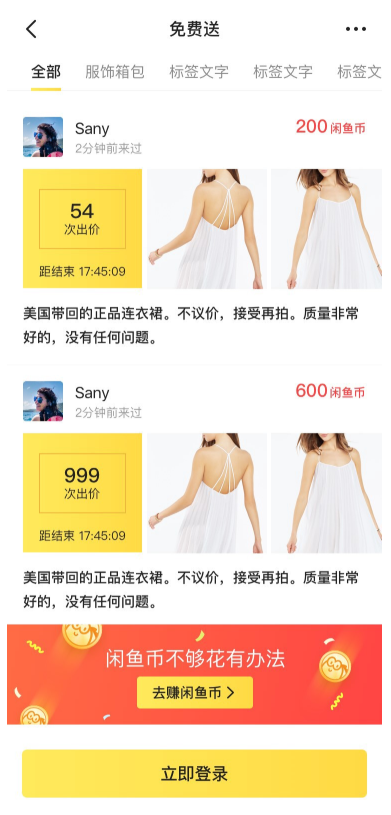 免费送
全部 服饰箱包 标签文字 标签文字 标签文
Sany
200闲鱼币
2分钟前来过
54
次出价
距结束 17:45:09
美国带回的正品连衣裙。不议价，接受再拍。质量非常
好的，没有任何问题。
Sany
600闲鱼币
2分钟前来过
999
次出价
距结束 17:45:09
美国带回的正品连衣裙。不议价，接受再拍。质量非常
好的，没有任何问题。
闲鱼币不够花有办法
去赚闲鱼币
立即登录